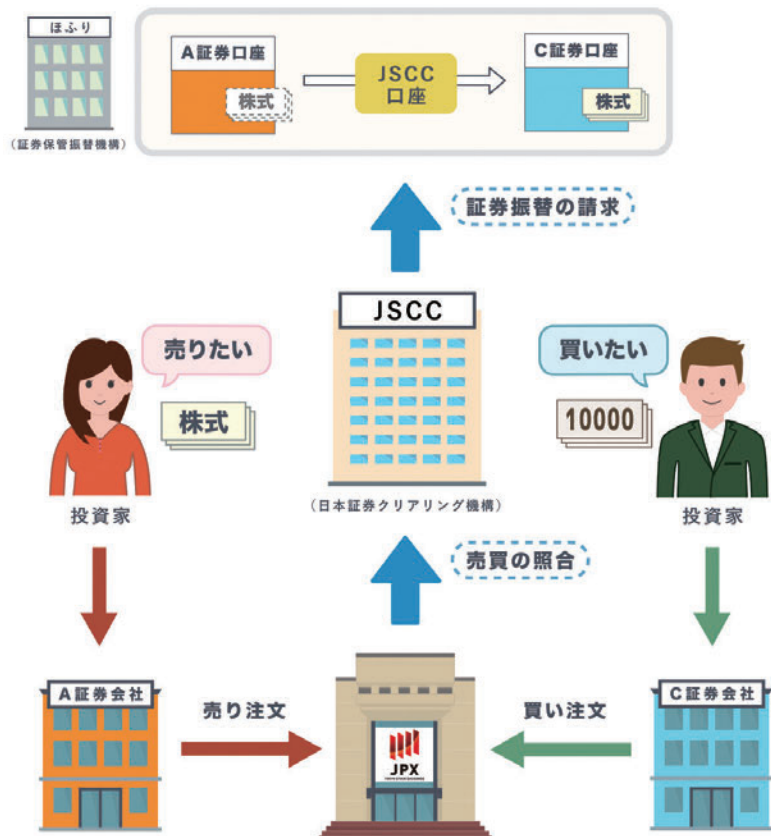 ほふり
(証券保管振替機構)
A証券口座
株式
JSCC
口座
C証券口座
株式
証券振替の請求
JSCC
(日本証券クリアリング機構)
売りたい
株式
投資家
買いたい
10000
投資家
売買の照合
A証券会社
売り注文
JPX
TOKYO STOCK EXCHANGE
買い注文
C証券会社